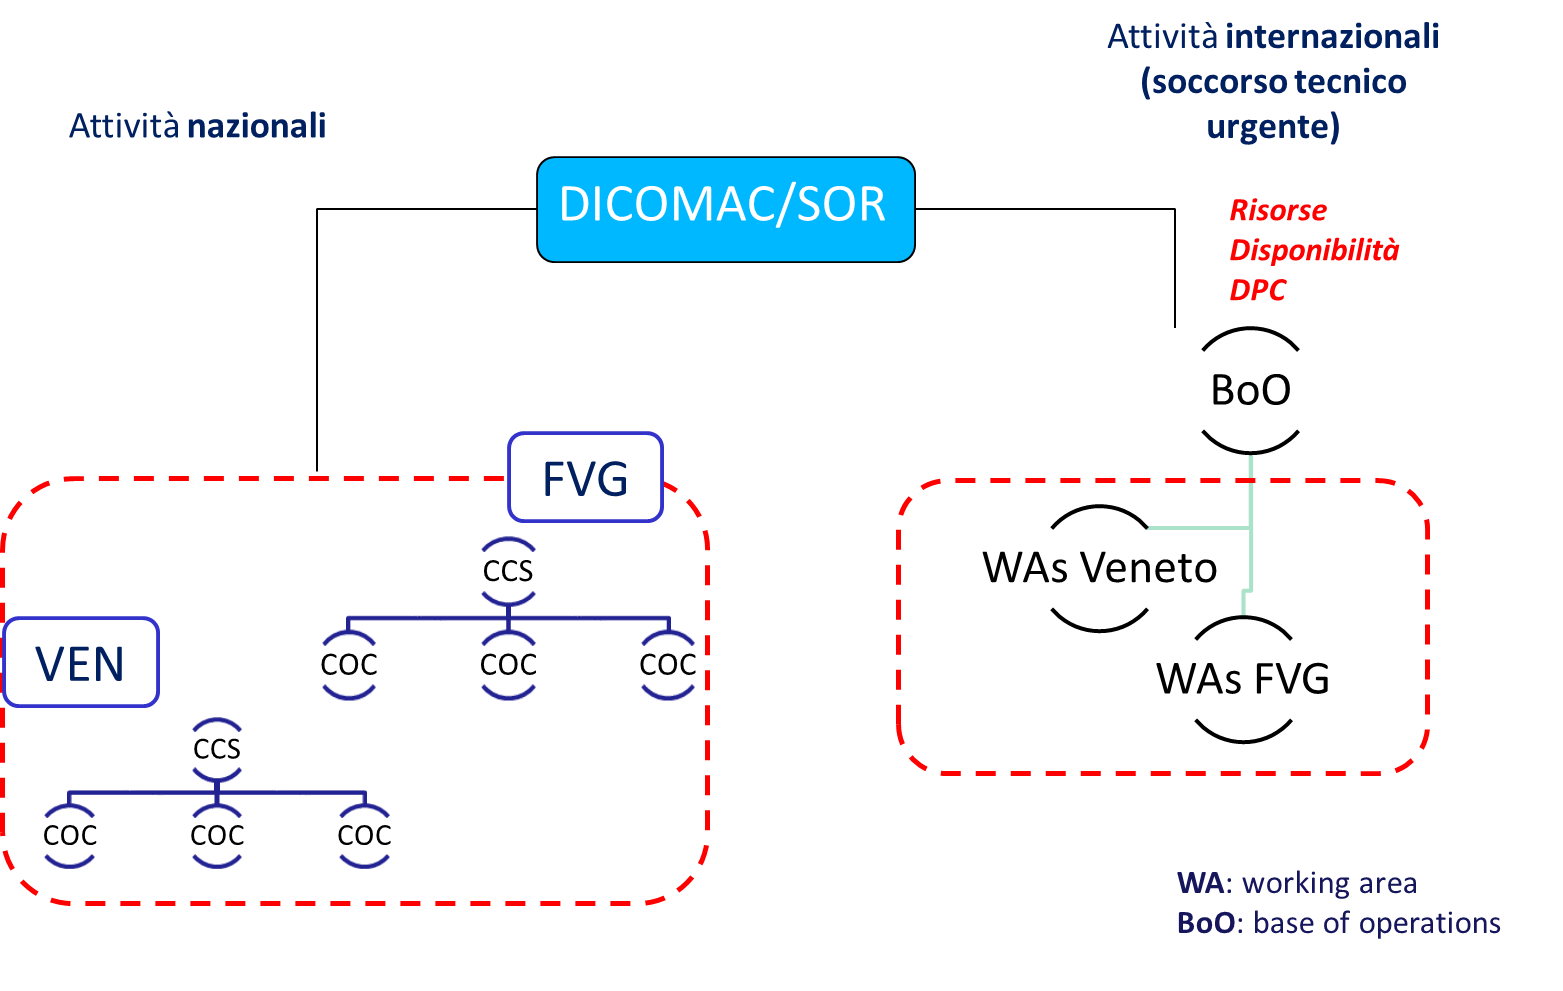 Attività nazionali
Attività internazionali
(soccorso tecnico
urgente)
DICOMAC/SOR
Risorse
Disponibilità
DPC
BoO
FVG
CCS
COC COC COC
VEN
CCS
COC COC COC
WAs Veneto
WAs FVG
WA: working area
BoO: base of operations